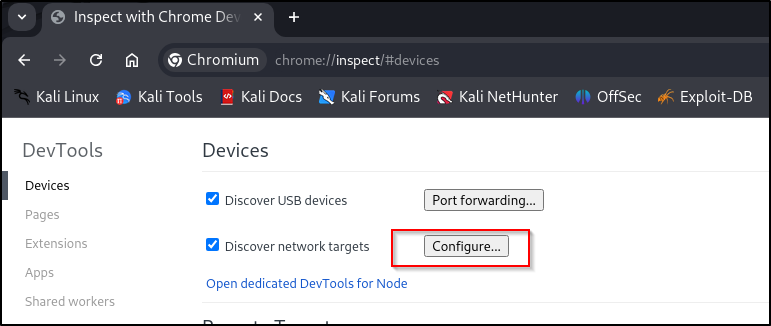 Inspect with Chrome De
Chromium chrome://inspect/#devices
Kali Linux Kali Tools Kali Docs Kali Forums Kali NetHunter OffSec Exploit-DB
DevTools
Devices
Pages
Extensions
Apps
Shared workers
Devices
Discover USB devices Port forwarding...
Discover network targets Configure...
Open dedicated DevTools for Node